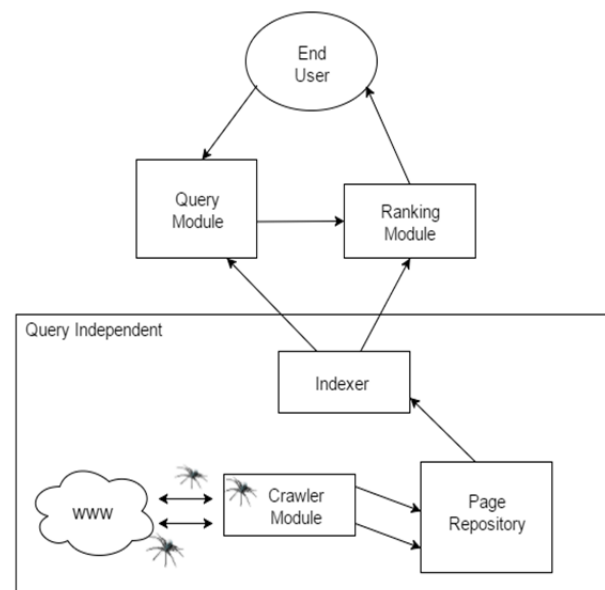 End
User
Query
Module
Ranking
Module
Query Independent
Indexer
WWW
Crawler
Module
Page
Repository